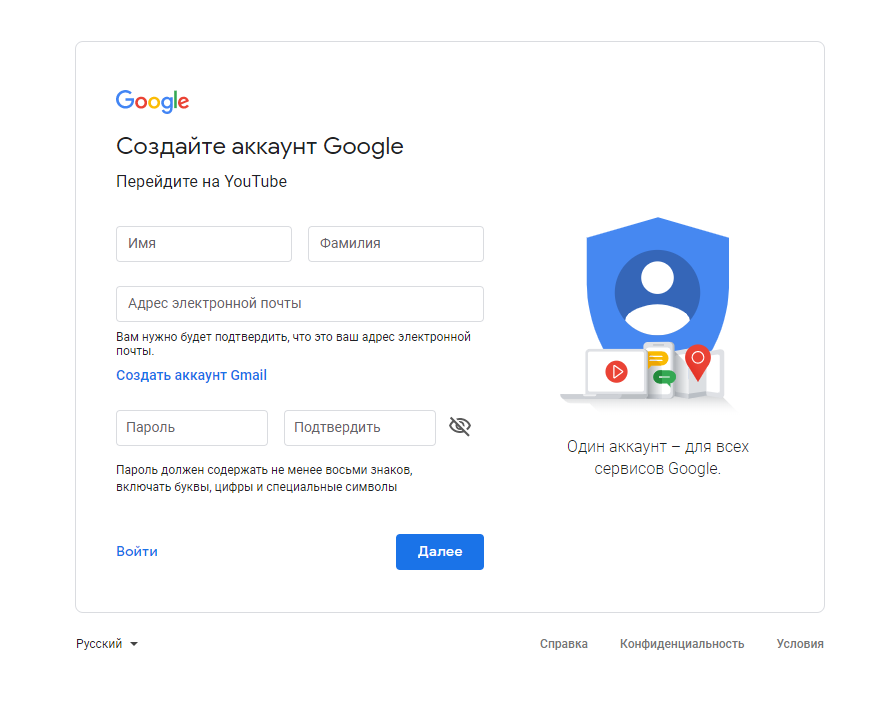 Google
Создайте аккаунт Google
Перейдите на YouTube
Имя
Фамилия
Адрес электронной почты
Вам нужно будет подтвердить, что это ваш адрес электронной
почты.
Создать аккаунт Gmail
Пароль
Подтвердить
Пароль должен содержать не менее восьми знаков,
включать буквы, цифры и специальные символы
Войти
Далее
Один аккаунт – для всех
сервисов Google.
Русский
Справка
Конфиденциальность
Условия